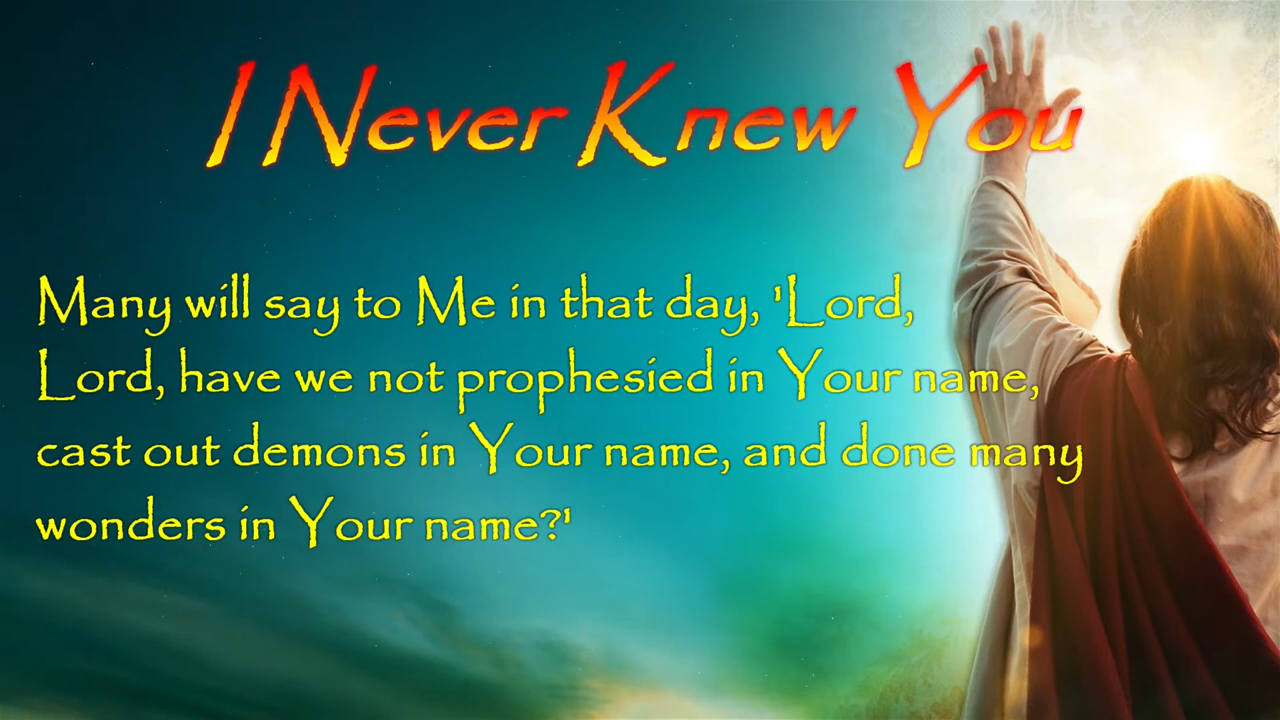 I Never Knew You
Many will say to Me in that day, 'Lord,
Lord, have we not prophesied in Your name,
cast out demons in Your name, and done many
wonders in Your name?'